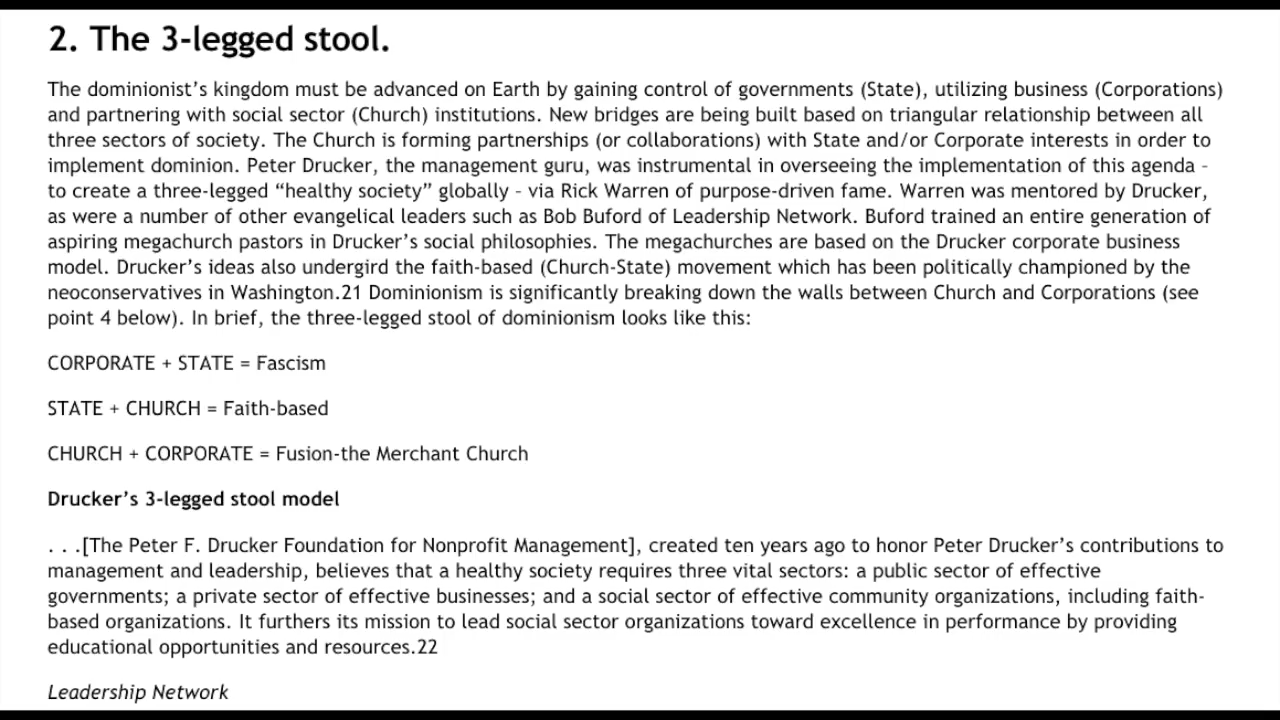 2. The 3-legged stool.
The dominionist’s kingdom must be advanced on Earth by gaining control of governments (State), utilizing business (Corporations)
and partnering with social sector (Church) institutions. New bridges are being built based on triangular relationship between all
three sectors of society. The Church is forming partnerships (or collaborations) with State and/or Corporate interests in order to
implement dominion. Peter Drucker, the management guru, was instrumental in overseeing the implementation of this agenda -
to create a three-legged “healthy society” globally - via Rick Warren of purpose-driven fame. Warren was mentored by Drucker,
as were a number of other evangelical leaders such as Bob Buford of Leadership Network. Buford trained an entire generation of
aspiring megachurch pastors in Drucker’s social philosophies. The megachurches are based on the Drucker corporate business
model. Drucker’s ideas also undergird the faith-based (Church-State) movement which has been politically championed by the
neoconservatives in Washington.21 Dominionism is significantly breaking down the walls between Church and Corporations (see
point 4 below). In brief, the three-legged stool of dominionism looks like this:
CORPORATE + STATE = Fascism
STATE + CHURCH = Faith-based
CHURCH + CORPORATE = Fusion-the Merchant Church
Drucker’s 3-legged stool model
. . .[The Peter F. Drucker Foundation for Nonprofit Management], created ten years ago to honor Peter Drucker’s contributions to
management and leadership, believes that a healthy society requires three vital sectors: a public sector of effective
governments; a private sector of effective businesses; and a social sector of effective community organizations, including faith-
based organizations. It furthers its mission to lead social sector organizations toward excellence in performance by providing
educational opportunities and resources.22
Leadership Network